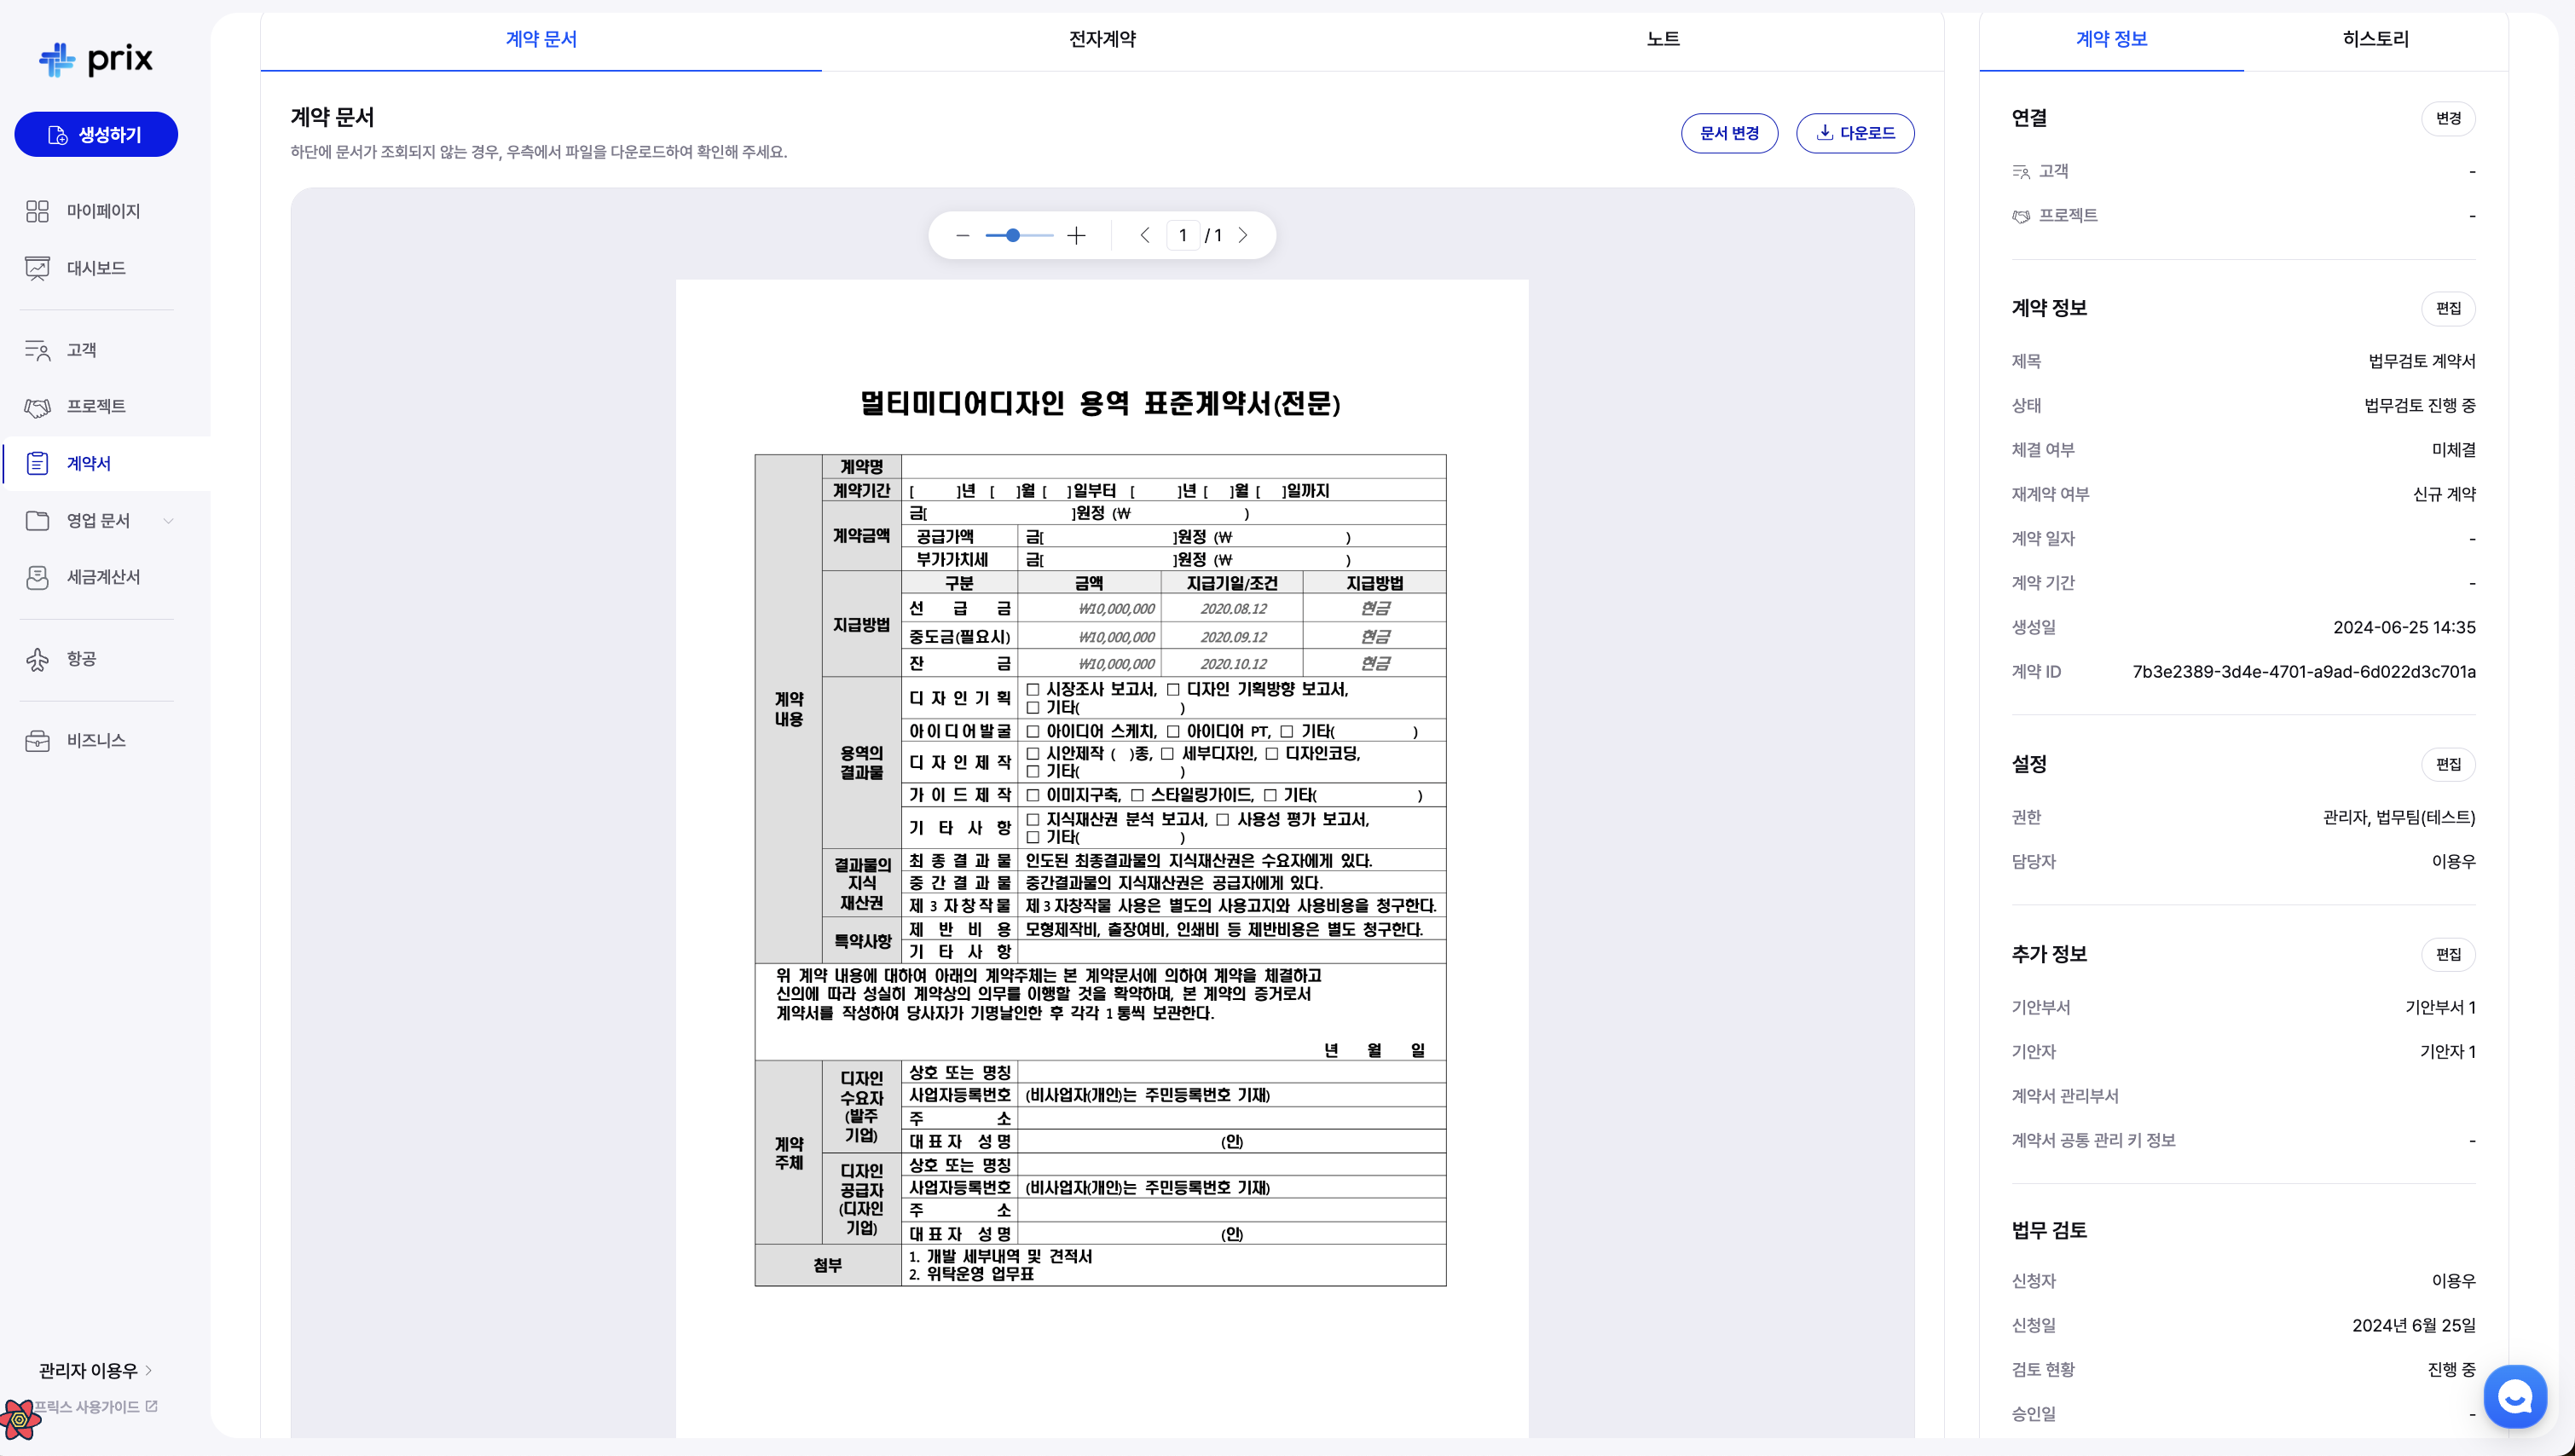 prix
생성하기
마이페이지
대시보드
고객
프로젝트
계약서
영업 문서
세금계산서
항공
비즈니스
관리자 이용우
프릭스 사용가이드
계약 문서
전자계약
노트
계약 문서
하단에 문서가 조회되지 않는 경우, 우측에서 파일을 다운로드하여 확인해 주세요.
문서 변경
다운로드
1 / 1
멀티미디어디자인 용역 표준계약서(전문)
계약 내용
계약명
계약기간 [ ]년 [ ]월 [ ]일부터 [ ]년 [ ]월 [ ]일까지
계약금액
금[ ]원정 (₩ )
공급가액 금[ ]원정 (₩ )
부가가치세 금[ ]원정 (₩ )
지급방법
구분 금액 지급기일/조건 지급방법
선 급 금 ₩10,000,000 2020.08.12 현금
중도금(필요시) ₩10,000,000 2020.09.12 현금
잔 금 ₩10,000,000 2020.10.12 현금
용역의 결과물
디 자 인 기 획 □ 시장조사 보고서, □ 디자인 기획방향 보고서,
□ 기타( )
아 이 디 어 발 굴 □ 아이디어 스케치, □ 아이디어 PT, □ 기타( )
디 자 인 제 작 □ 시안제작 ( )종, □ 세부디자인, □ 디자인코딩,
□ 기타( )
가 이 드 제 작 □ 이미지구축, □ 스타일링가이드, □ 기타( )
기 타 사 항 □ 지식재산권 분석 보고서, □ 사용성 평가 보고서,
□ 기타( )
결과물의 지식 재산권
최 종 결 과 물 인도된 최종결과물의 지식재산권은 수요자에게 있다.
중 간 결 과 물 중간결과물의 지식재산권은 공급자에게 있다.
제 3 자 창 작 물 제 3 자창작물 사용은 별도의 사용고지와 사용비용을 청구한다.
특약사항
제 반 비 용 모형제작비, 출장여비, 인쇄비 등 제반비용은 별도 청구한다.
기 타 사 항
위 계약 내용에 대하여 아래의 계약주체는 본 계약문서에 의하여 계약을 체결하고
신의에 따라 성실히 계약상의 의무를 이행할 것을 확약하며, 본 계약의 증거로서
계약서를 작성하여 당사자가 기명날인한 후 각각 1 통씩 보관한다.
년 월 일
계약 주체
디자인 수요자 (발주 기업)
상호 또는 명칭
사업자등록번호 (비사업자(개인)는 주민등록번호 기재)
주 소
대 표 자 성 명 (인)
디자인 공급자 (디자인 기업)
상호 또는 명칭
사업자등록번호 (비사업자(개인)는 주민등록번호 기재)
주 소
대 표 자 성 명 (인)
첨부
1. 개발 세부내역 및 견적서
2. 위탁운영 업무표
계약 정보
히스토리
연결
변경
고객 -
프로젝트 -
계약 정보
편집
제목 법무검토 계약서
상태 법무검토 진행 중
체결 여부 미체결
재계약 여부 신규 계약
계약 일자 -
계약 기간 -
생성일 2024-06-25 14:35
계약 ID 7b3e2389-3d4e-4701-a9ad-6d022d3c701a
설정
편집
권한 관리자, 법무팀(테스트)
담당자 이용우
추가 정보
편집
기안부서 기안부서 1
기안자 기안자 1
계약서 관리부서
계약서 공통 관리 키 정보 -
법무 검토
신청자 이용우
신청일 2024년 6월 25일
검토 현황 진행 중
승인일 -